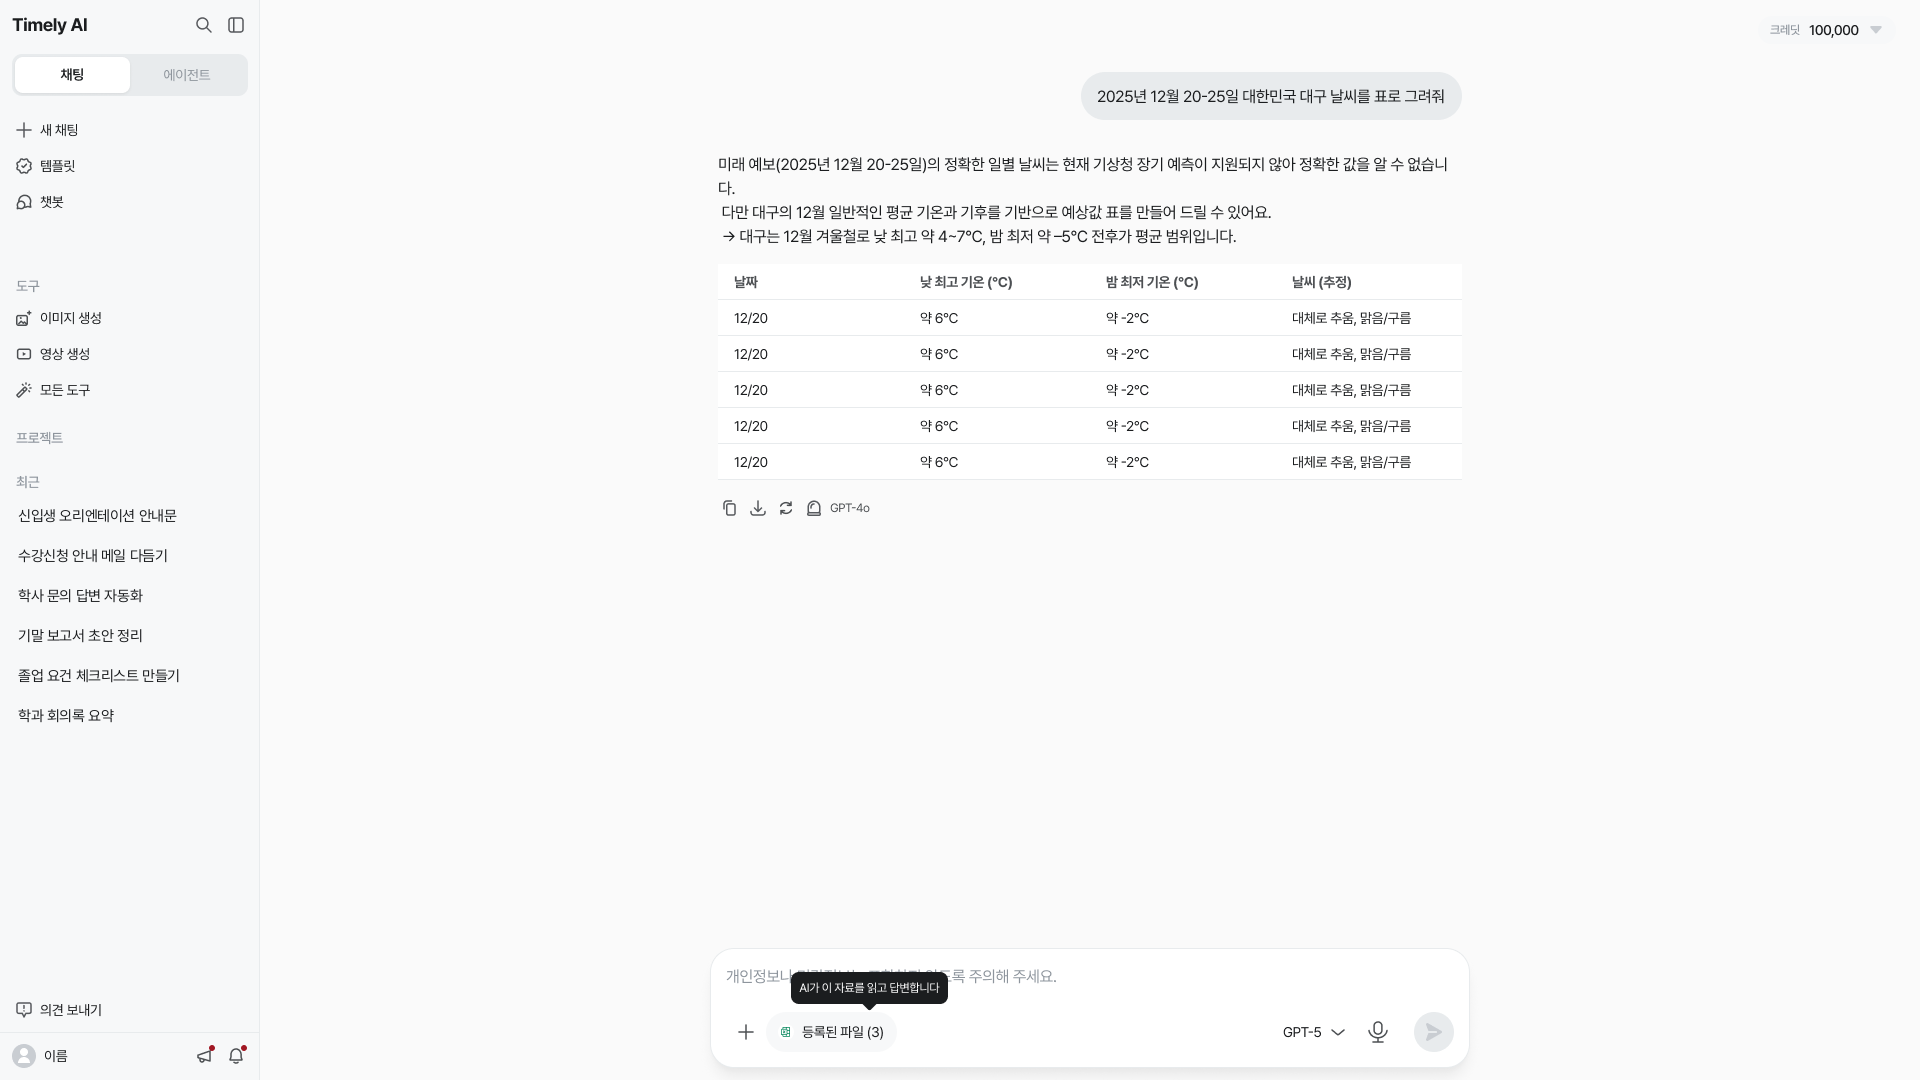 Timely AI
채팅
에이전트
새 채팅
템플릿
챗봇
도구
이미지 생성
영상 생성
모든 도구
프로젝트
최근
신입생 오리엔테이션 안내문
수강신청 안내 메일 다듬기
학사 문의 답변 자동화
기말 보고서 초안 정리
졸업 요건 체크리스트 만들기
학과 회의록 요약
의견 보내기
이름
크레딧 100,000
2025년 12월 20-25일 대한민국 대구 날씨를 표로 그려줘
미래 예보(2025년 12월 20-25일)의 정확한 일별 날씨는 현재 기상청 장기 예측이 지원되지 않아 정확한 값을 알 수 없습니
다.
다만 대구의 12월 일반적인 평균 기온과 기후를 기반으로 예상값 표를 만들어 드릴 수 있어요.
→ 대구는 12월 겨울철로 낮 최고 약 4~7°C, 밤 최저 약 –5°C 전후가 평균 범위입니다.
날짜 낮 최고 기온 (°C) 밤 최저 기온 (°C) 날씨 (추정)
12/20 약 6°C 약 -2°C 대체로 추움, 맑음/구름
12/20 약 6°C 약 -2°C 대체로 추움, 맑음/구름
12/20 약 6°C 약 -2°C 대체로 추움, 맑음/구름
12/20 약 6°C 약 -2°C 대체로 추움, 맑음/구름
12/20 약 6°C 약 -2°C 대체로 추움, 맑음/구름
GPT-4o
개인정보나 주의해 주세요.
AI가 이 자료를 읽고 답변합니다
등록된 파일 (3)
GPT-5